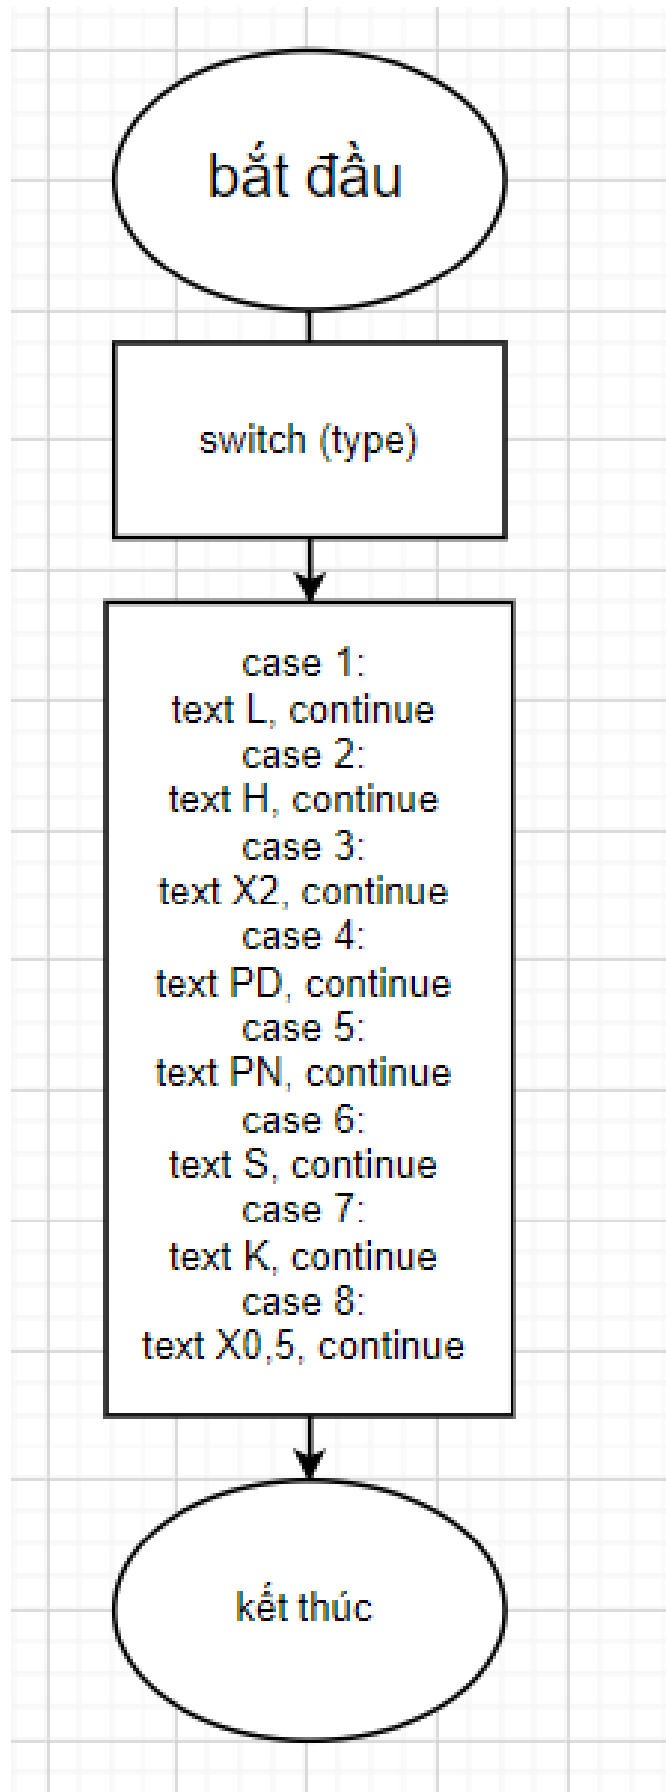 bắt đầu
switch (type)
case 1:
text L, continue
case 2:
text H, continue
case 3:
text X2, continue
case 4:
text PD, continue
case 5:
text PN, continue
case 6:
text S, continue
case 7:
text K, continue
case 8:
text X0,5, continue
kết thúc